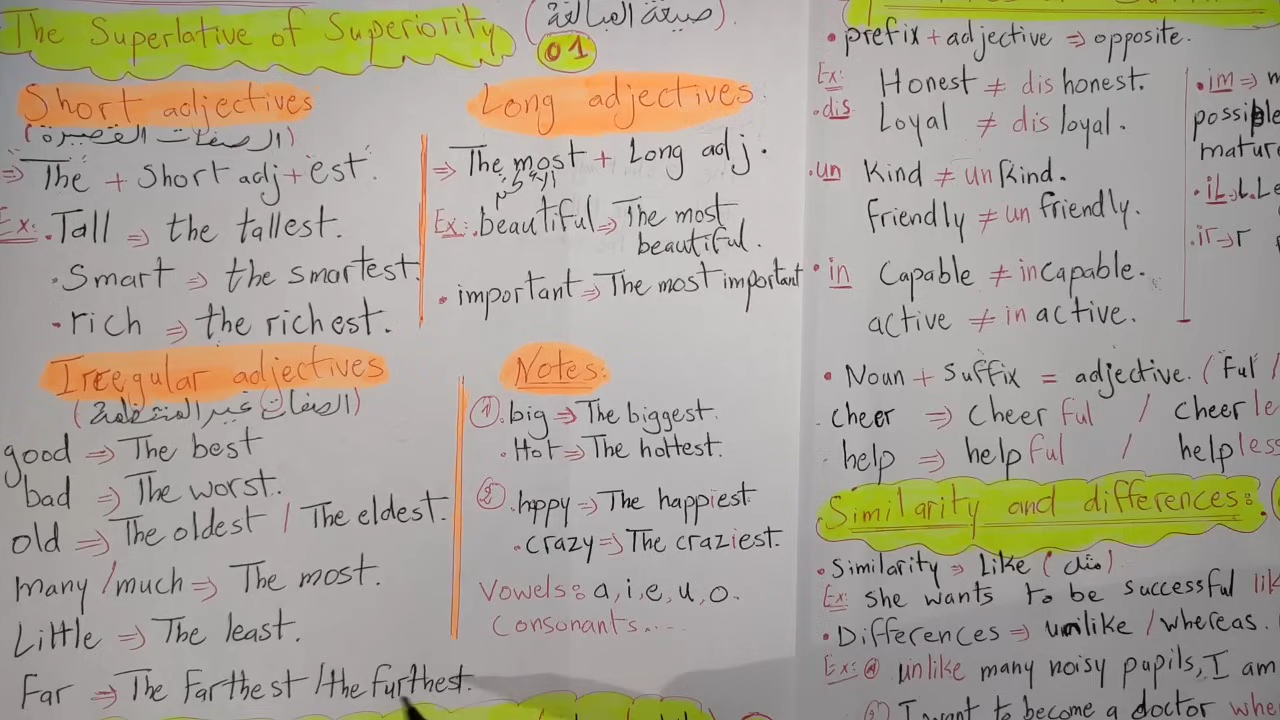 The Superlative of Superiority (صيغة المبالغة).
01
Short adjectives
(الصفات القصيرة)
⇒ The + Short adj + est.
Ex: . Tall ⇒ the tallest.
. Smart ⇒ the smartest.
. rich ⇒ the richest.
Long adjectives
⇒ The most + Long adj.
الأكثر
Ex: . beautiful ⇒ The most
beautiful.
. important ⇒ The most important
Irregular adjectives
(الصفات غير المنتظمة)
good ⇒ The best
bad ⇒ The worst.
old ⇒ The oldest / The eldest.
many / much ⇒ The most.
Little ⇒ The least.
Far ⇒ The Farthest / the furthest.
Notes:
① . big ⇒ The biggest.
. Hot ⇒ The hottest.
② . happy ⇒ The happiest.
. crazy ⇒ The craziest.
Vowels: a, i, e, u, o.
Consonants....
. prefix + adjective ⇒ opposite.
Ex: Honest ≠ dishonest.
. dis Loyal ≠ disloyal.
. un Kind ≠ unkind.
Friendly ≠ unfriendly.
. in Capable ≠ incapable.
active ≠ inactive.
. im ⇒ m
possible
mature
. iL ⇒ L Le
. ir ⇒ r
. Noun + suffix = adjective. (ful /
. cheer ⇒ cheerful / cheerle
. help ⇒ helpful / helpless
Similarity and differences:
. Similarity ⇒ Like (مثل)
Ex: she wants to be successful lik
. Differences ⇒ unlike / whereas.
Ex: ① unlike many noisy pupils, I am
② I want to become a doctor whe